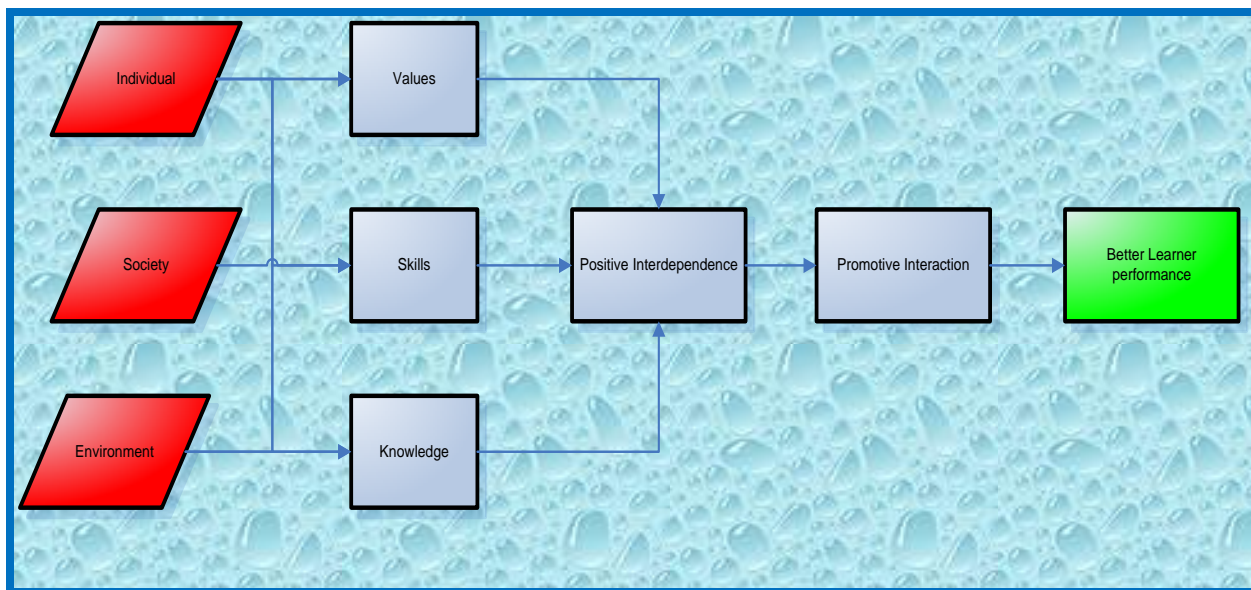 Individual
Values
Society
Skills
Positive Interdependence
Promotive Interaction
Better Learner
performance
Environment
Knowledge